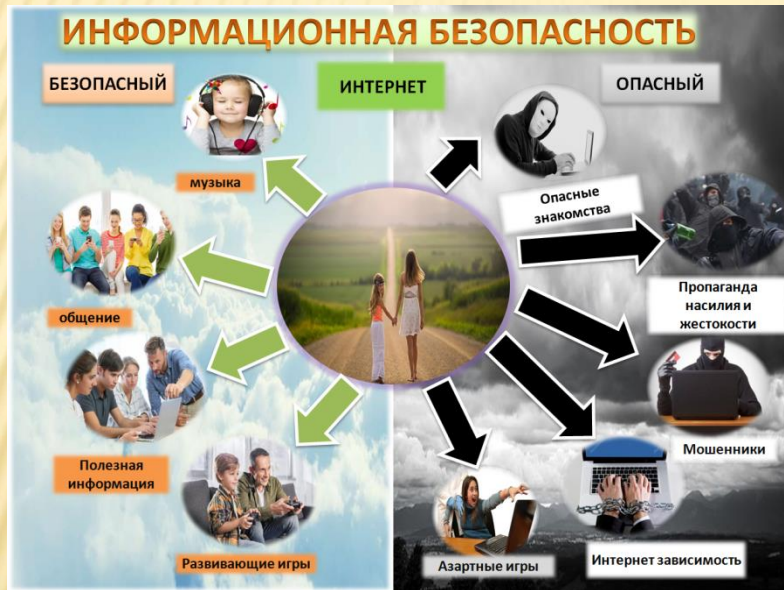 ИНФОРМАЦИОННАЯ БЕЗОПАСНОСТЬ
БЕЗОПАСНЫЙ
ИНТЕРНЕТ
ОПАСНЫЙ
музыка
общение
Полезная
информация
Развивающие игры
Опасные
знакомства
Пропаганда
насилия и
жестокости
Мошенники
Интернет зависимость
Азартные игры